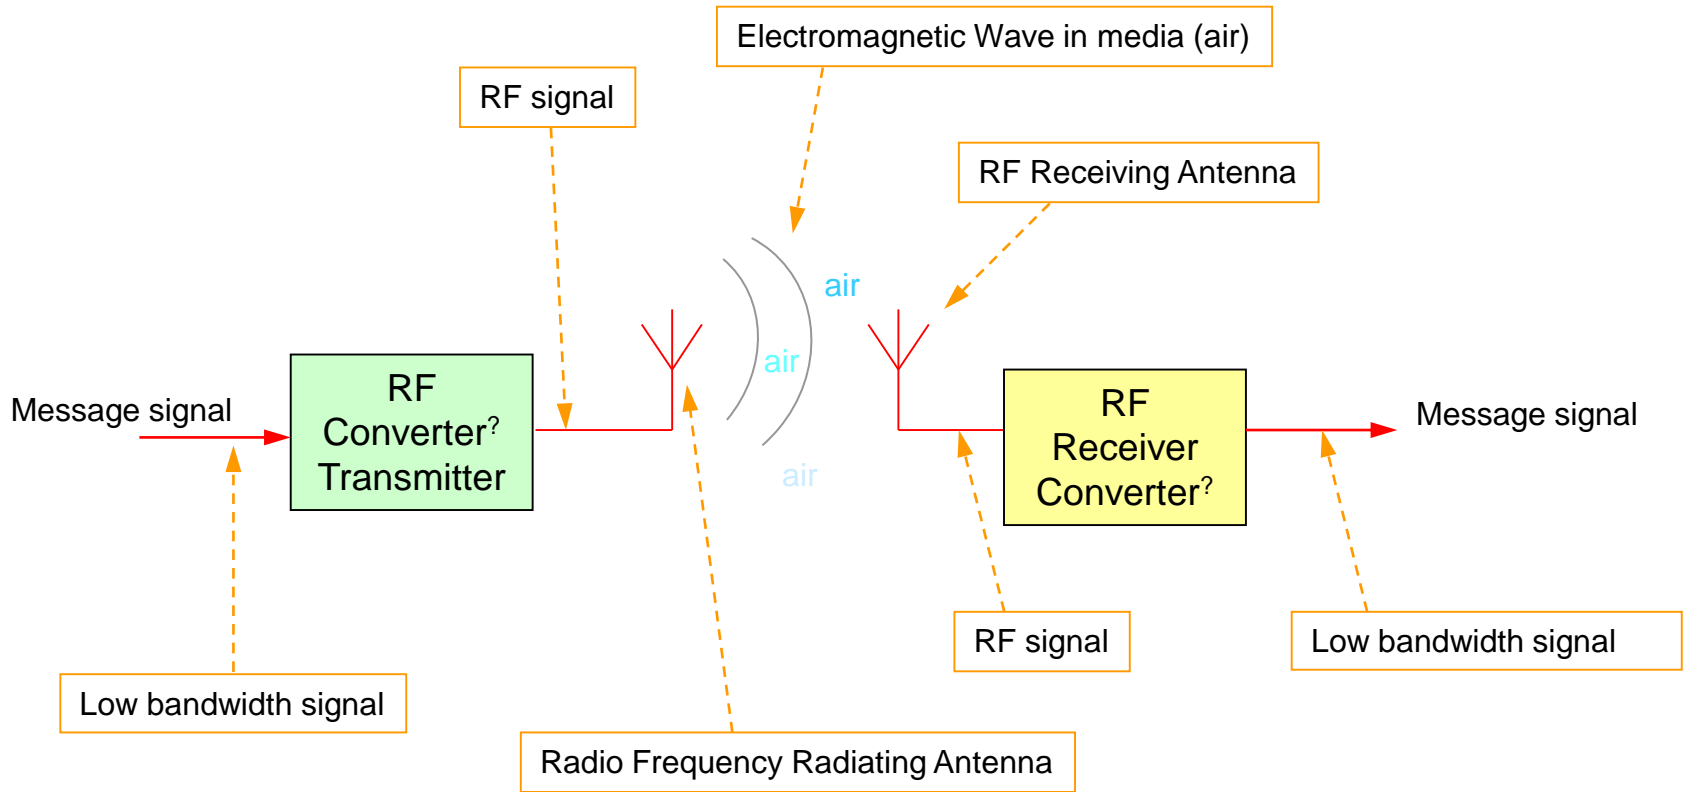 Electromagnetic Wave in media (air)
RF signal
RF Receiving Antenna
air
air
air
Message signal
RF
Converter?
Transmitter
RF
Receiver
Converter?
Message signal
RF signal
Low bandwidth signal
Low bandwidth signal
Radio Frequency Radiating Antenna